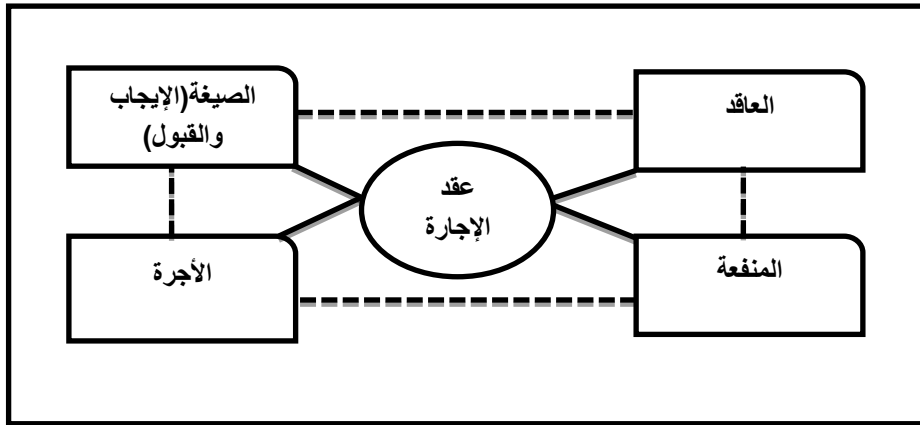 العاقد
الصيغة(الإيجاب
والقبول)
عقد
الإجارة
المنفعة
الأجرة